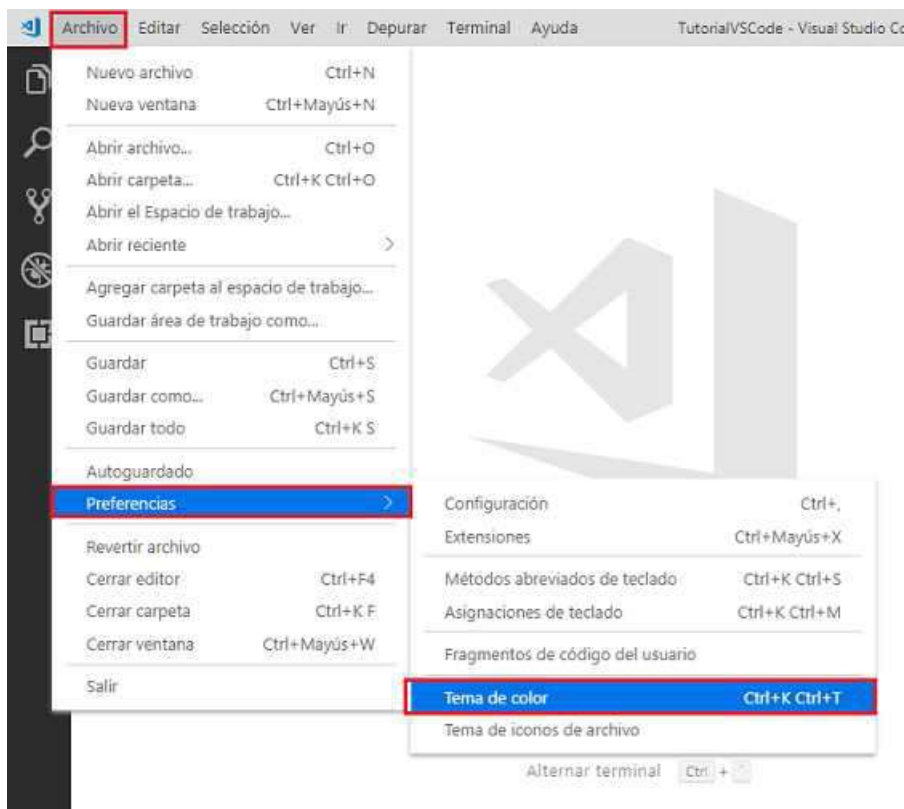 Archivo Editar Selección Ver Ir Depurar Terminal Ayuda TutorialVSCode - Visual Studio Co
Nuevo archivo Ctrl+N
Nueva ventana Ctrl+Mayús+N
Abrir archivo... Ctrl+O
Abrir carpeta... Ctrl+K Ctrl+O
Abrir el Espacio de trabajo...
Abrir reciente
Agregar carpeta al espacio de trabajo...
Guardar área de trabajo como...
Guardar Ctrl+S
Guardar como... Ctrl+Mayús+S
Guardar todo Ctrl+K S
Autoguardado
Preferencias
Revertir archivo
Cerrar editor Ctrl+F4
Cerrar carpeta Ctrl+K F
Cerrar ventana Ctrl+Mayús+W
Salir
Configuración Ctrl+,
Extensiones Ctrl+Mayús+X
Métodos abreviados de teclado Ctrl+K Ctrl+S
Asignaciones de teclado Ctrl+K Ctrl+M
Fragmentos de código del usuario
Tema de color Ctrl+K Ctrl+T
Tema de iconos de archivo
Alternar terminal Ctrl +